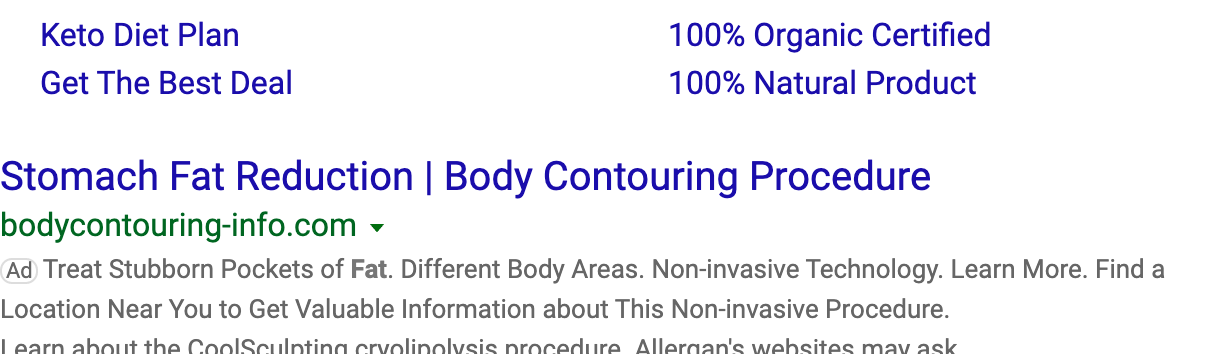 Keto Diet Plan
100% Organic Certified
Get The Best Deal
100% Natural Product
Stomach Fat Reduction | Body Contouring Procedure
bodycontouring-info.com
Ad Treat Stubborn Pockets of Fat. Different Body Areas. Non-invasive Technology. Learn More. Find a
Location Near You to Get Valuable Information about This Non-invasive Procedure.
Learn about the CoolSculpting cryolipolysis procedure. Allergan's websites may ask